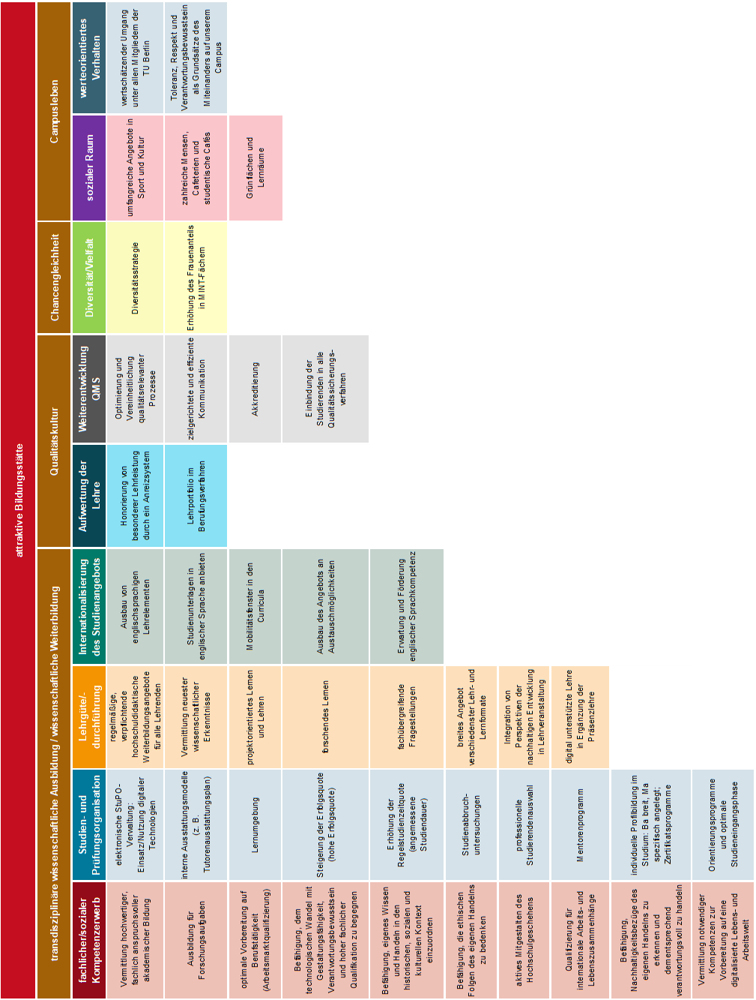 attraktive Bildungsstätte
transdisziplinäre wissenschaftliche Ausbildung / wissenschaftliche Weiterbildung
Qualitätskultur
Chancengleichheit
Campusleben
fachlicher/sozialer
Kompetenzerwerb
Studien- und
Prüfungsorganisation
Lehrgüte/-
durchführung
Internationalisierung
des Studienangebots
Aufwertung der
Lehre
Weiterentwicklung
QMS
Diversität/Vielfalt
sozialer Raum
werteorientiertes
Verhalten
Vermittlung hochwertiger,
fachlich anspruchsvoller
akademischer Bildung
elektronische StuPO-
Verwaltung;
Einsatz/Nutzung digitaler
Technologien
regelmäßige,
verpflichtende
hochschuldidaktische
Weiterbildungsangebote
für alle Lehrenden
Ausbau von
englischsprachigen
Lehrelementen
Honorierung von
besonderer Lehrleistung
durch ein Anreizsystem
Optimierung und
Vereinheitlichung
qualitätsrelevanter
Prozesse
Diversitätsstrategie
umfangreiche Angebote in
Sport und Kultur
wertschätzender Umgang
unter allen Mitgliedern der
TU Berlin
Ausbildung für
Forschungsaufgaben
interne Ausstattungsmodelle
(z. B.
Tutorenausstattungsplan)
Vermittlung neuester
wissenschaftlicher
Erkenntnisse
Studienunterlagen in
englischer Sprache anbieten
Lehrportfolio im
Berufungsverfahren
zielgerichtete und effiziente
Kommunikation
Erhöhung des Frauenanteils
in MINT-Fächern
zahlreiche Mensen,
Cafeterien und
studentische Cafés
Toleranz, Respekt und
Verantwortungsbewusstsein
als Grundsätze des
Miteinanders auf unserem
Campus
optimale Vorbereitung auf
Berufstätigkeit
(Arbeitsmarktqualifizierung)
Lernumgebung
projektorientiertes Lernen
und Lehren
Mobilitätsfenster in den
Curricula
Akkreditierung
Grünflächen und
Lernräume
Befähigung, dem
technologischen Wandel mit
Gestaltungsfähigkeit,
Verantwortungsbewusstsein
und hoher fachlicher
Qualifikation zu begegnen
Steigerung der Erfolgsquote
(hohe Erfolgsquote)
forschendes Lernen
Ausbau des Angebots an
Austauschmöglichkeiten
Einbindung der
Studierenden in alle
Qualitätssicherungs-
verfahren
Befähigung, eigenes Wissen
und Handeln in den
historischen, sozialen und
kulturellen Kontext
einzuordnen
Erhöhung der
Regelstudienzeitquote
(angemessene
Studiendauer)
fachübergreifende
Fragestellungen
Erwartung und Förderung
englischer Sprachkompetenz
Befähigung, die ethischen
Folgen des eigenen Handelns
zu bedenken
Studienabbruch-
untersuchungen
breites Angebot
verschiedenster Lehr- und
Lernformate
aktives Mitgestalten des
Hochschulgeschehens
professionelle
Studierendenauswahl
Integration von
Perspektiven der
nachhaltigen Entwicklung
in Lehrveranstaltung
Qualifizierung für
internationale Arbeits- und
Lebenszusammenhänge
Mentorenprogramm
digital unterstützte Lehre
in Ergänzung der
Präsenzlehre
Befähigung,
Nachhaltigkeitsbezüge des
eigenen Handelns zu
erkennen und
dementsprechend
verantwortungsvoll zu handeln
individuelle Profilbildung im
Studium: Ba breit, Ma
spezifisch angelegt;
Zertifikatsprogramme
Vermittlung notwendiger
Kompetenzen zur
Vorbereitung auf eine
digitalisierte Lebens- und
Arbeitswelt
Orientierungsprogramme
und optimale
Studieneingangsphase